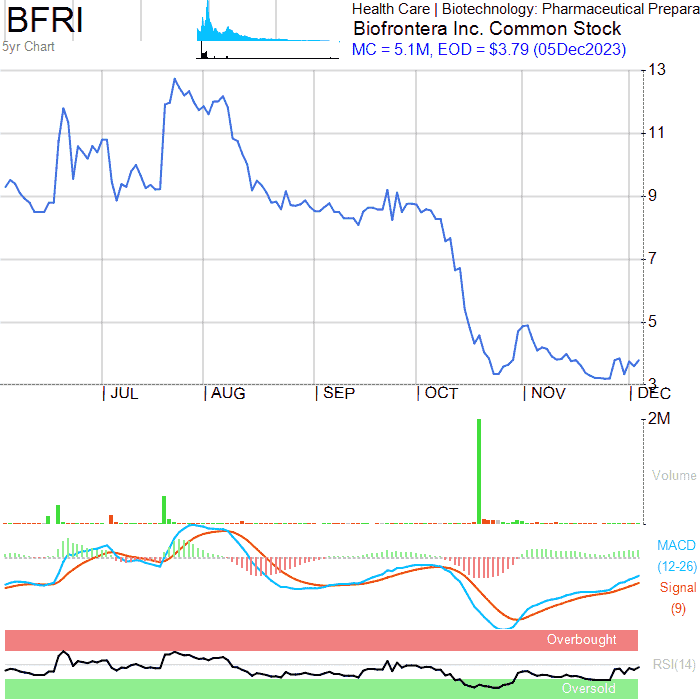 BFRI
5yr Chart
Health Care | Biotechnology: Pharmaceutical Prepara
Biofrontera Inc. Common Stock
MC = 5.1M, EOD = $3.79 (05Dec2023)
13
11
9
7
5
3
JUL AUG SEP OCT NOV DEC
2M
Volume
MACD
(12-26)
Signal
(9)
Overbought
RSI(14)
Oversold